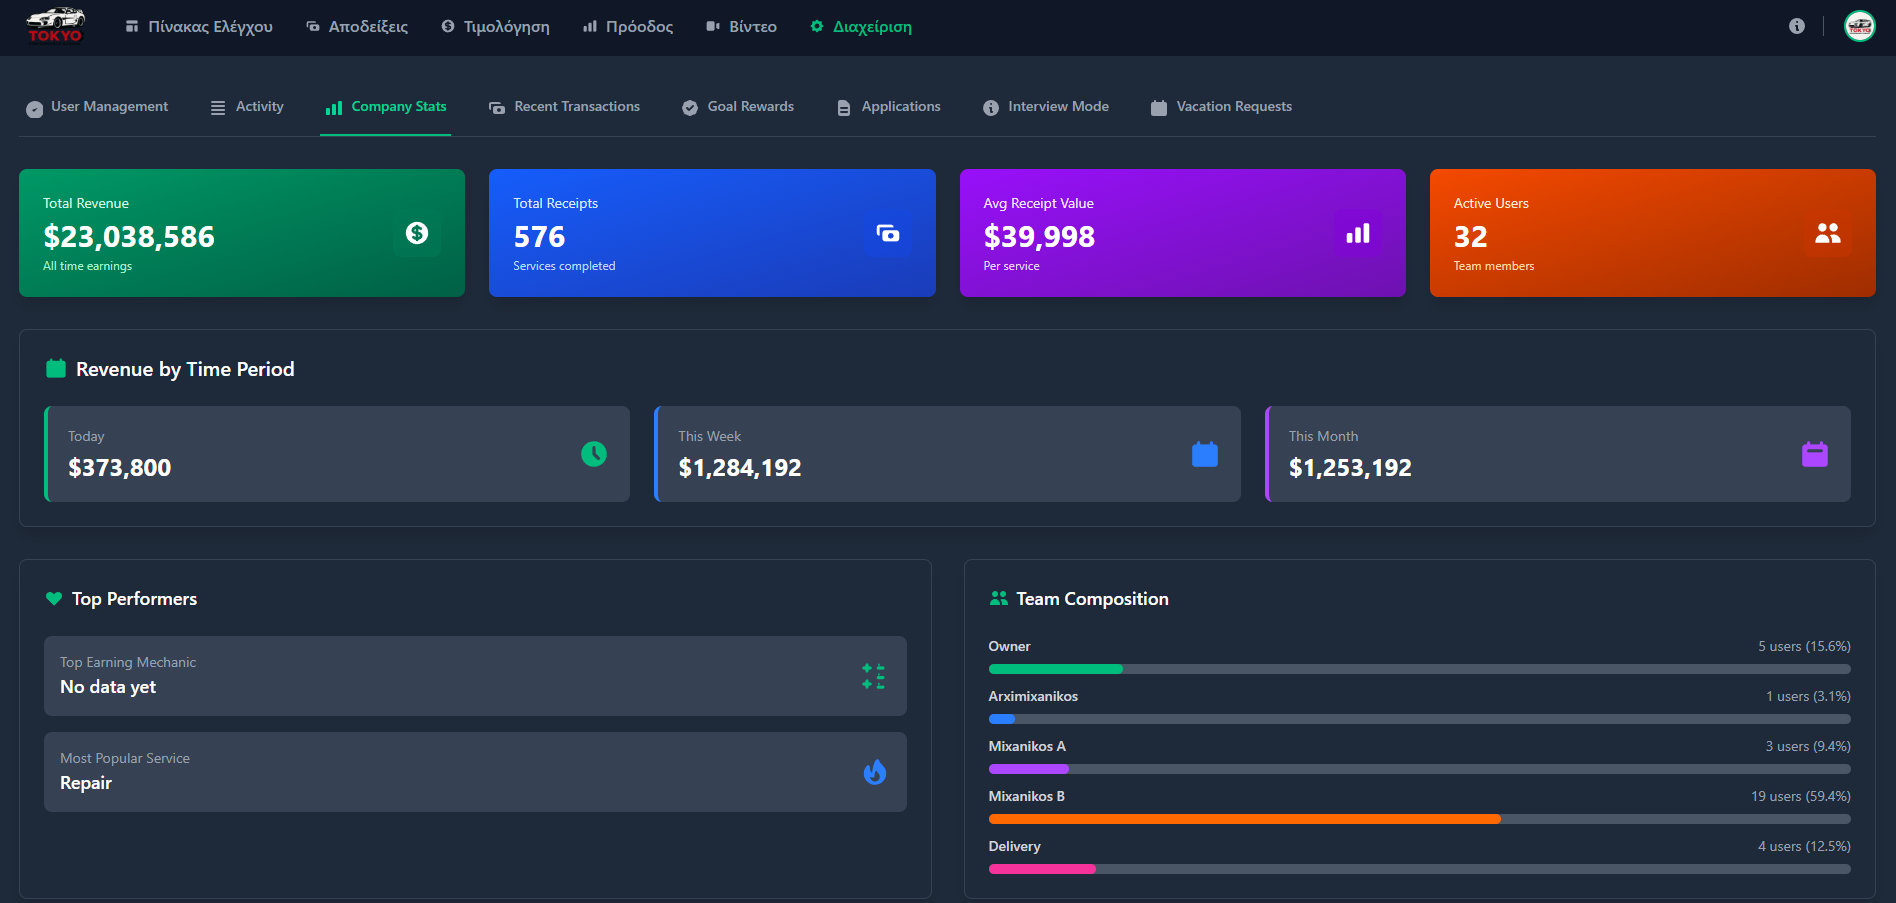 TOKYO
Πίνακας Ελέγχου
Αποδείξεις
Τιμολόγηση
Πρόοδος
Βίντεο
Διαχείριση
User Management
Activity
Company Stats
Recent Transactions
Goal Rewards
Applications
Interview Mode
Vacation Requests
Total Revenue
$23,038,586
All time earnings
Total Receipts
576
Services completed
Avg Receipt Value
$39,998
Per service
Active Users
32
Team members
Revenue by Time Period
Today
$373,800
This Week
$1,284,192
This Month
$1,253,192
Top Performers
Top Earning Mechanic
No data yet
Most Popular Service
Repair
Team Composition
Owner 5 users (15.6%)
Arximixanikos 1 users (3.1%)
Mixanikos A 3 users (9.4%)
Mixanikos B 19 users (59.4%)
Delivery 4 users (12.5%)